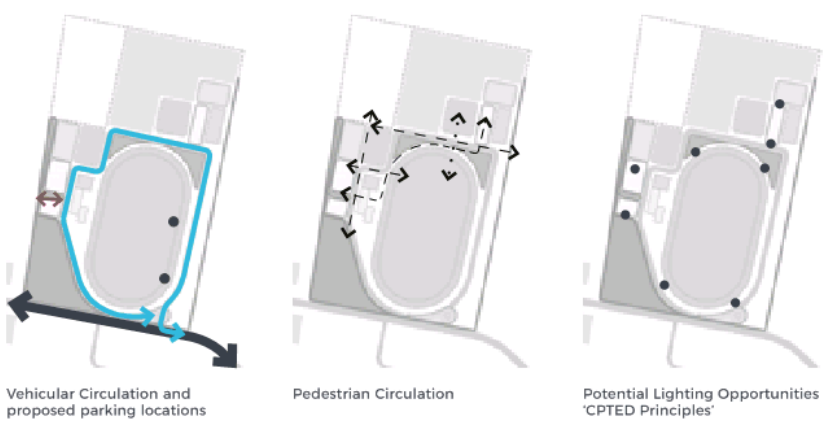 Vehicular Circulation and
proposed parking locations
Pedestrian Circulation
Potential Lighting Opportunities
'CPTED Principles'